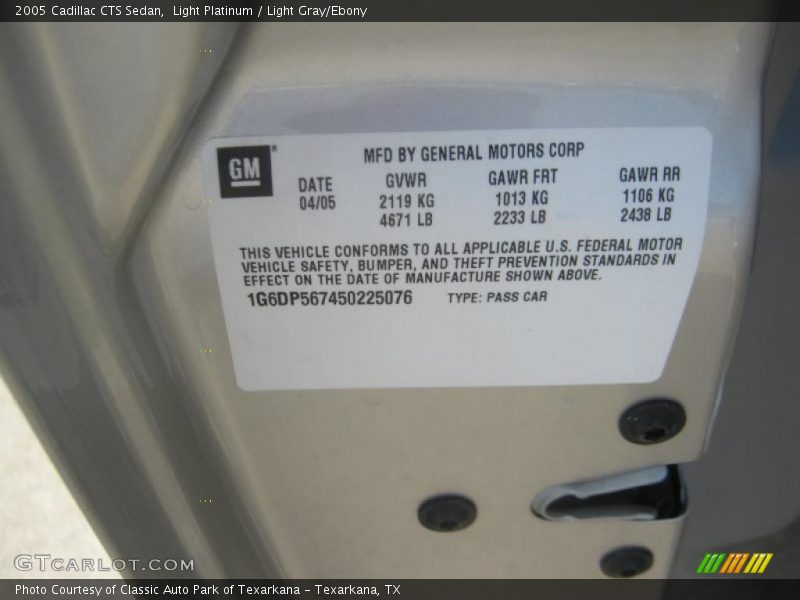 2005 Cadillac CTS Sedan, Light Platinum / Light Gray/Ebony
GM
MFD BY GENERAL MOTORS CORP
DATE GVWR GAWR FRT GAWR RR
04/05 2119 KG 1013 KG 1106 KG
4671 LB 2233 LB 2438 LB
THIS VEHICLE CONFORMS TO ALL APPLICABLE U.S. FEDERAL MOTOR
VEHICLE SAFETY, BUMPER, AND THEFT PREVENTION STANDARDS IN
EFFECT ON THE DATE OF MANUFACTURE SHOWN ABOVE.
1G6DP567450225076 TYPE: PASS CAR
GTCARLOT.COM
Photo Courtesy of Classic Auto Park of Texarkana – Texarkana, TX